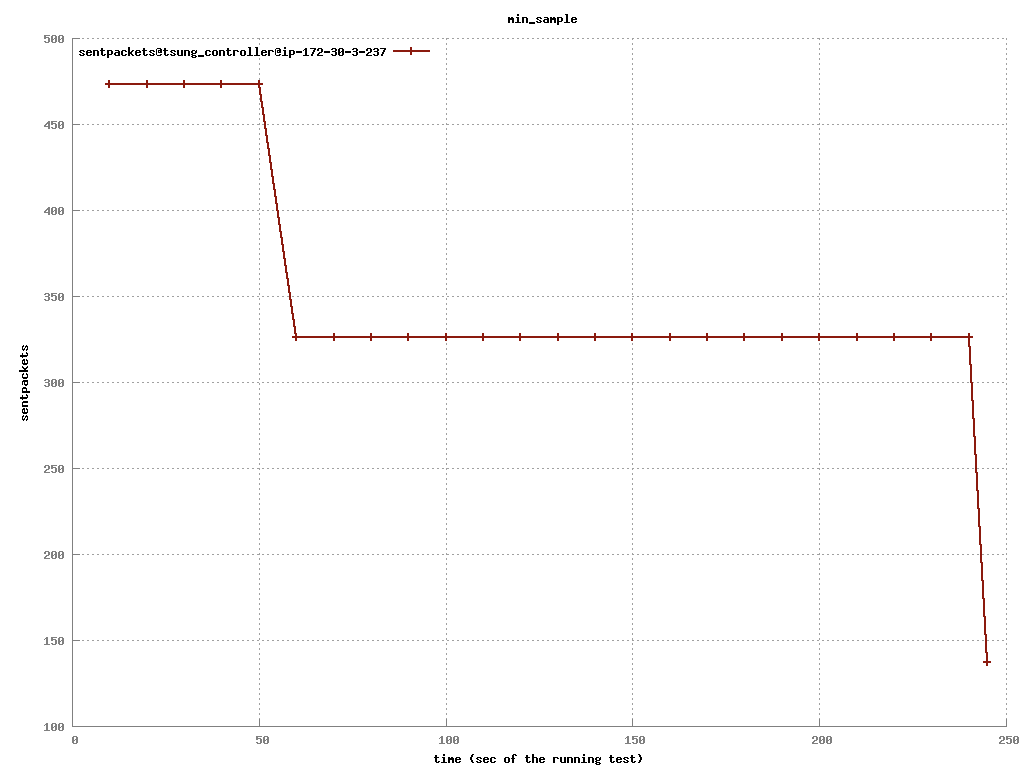 min_sample
500
sentpackets@tsung_controller@ip-172-30-3-237
450
400
350
300
250
200
150
100
sentpackets
0 50 100 150 200 250
time (sec of the running test)